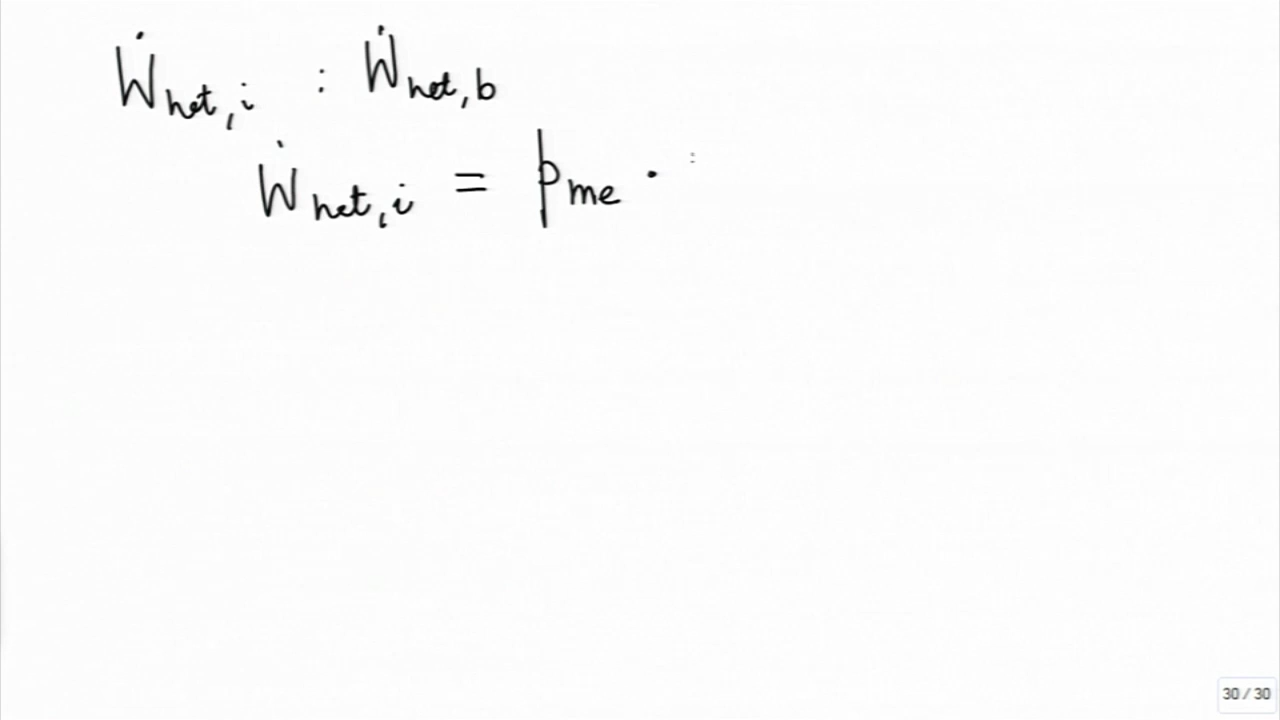 Ẇnet,i : Ẇnet,b
Ẇnet,i = pme ·
30 / 30